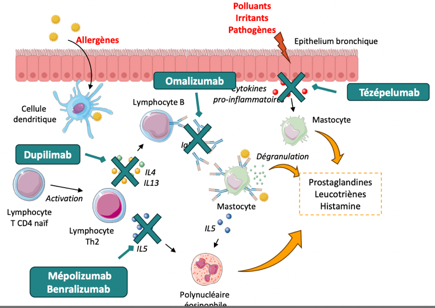 Polluants
Irritants
Pathogènes
Allergènes
Epithelium bronchique
Omalizumab
Cytokines
pro-inflammatoires
Tézépelumab
Cellule
dendritique
Lymphocyte B
Mastocyte
Dupilimab
IL4
IL13
Dégranulation
Activation
Lymphocyte
T CD4 naïf
Lymphocyte
Th2
Mastocyte
Prostaglandines
Leucotriènes
Histamine
IL5
IL5
Mépolizumab
Benralizumab
Polynucléaire
éosinophile